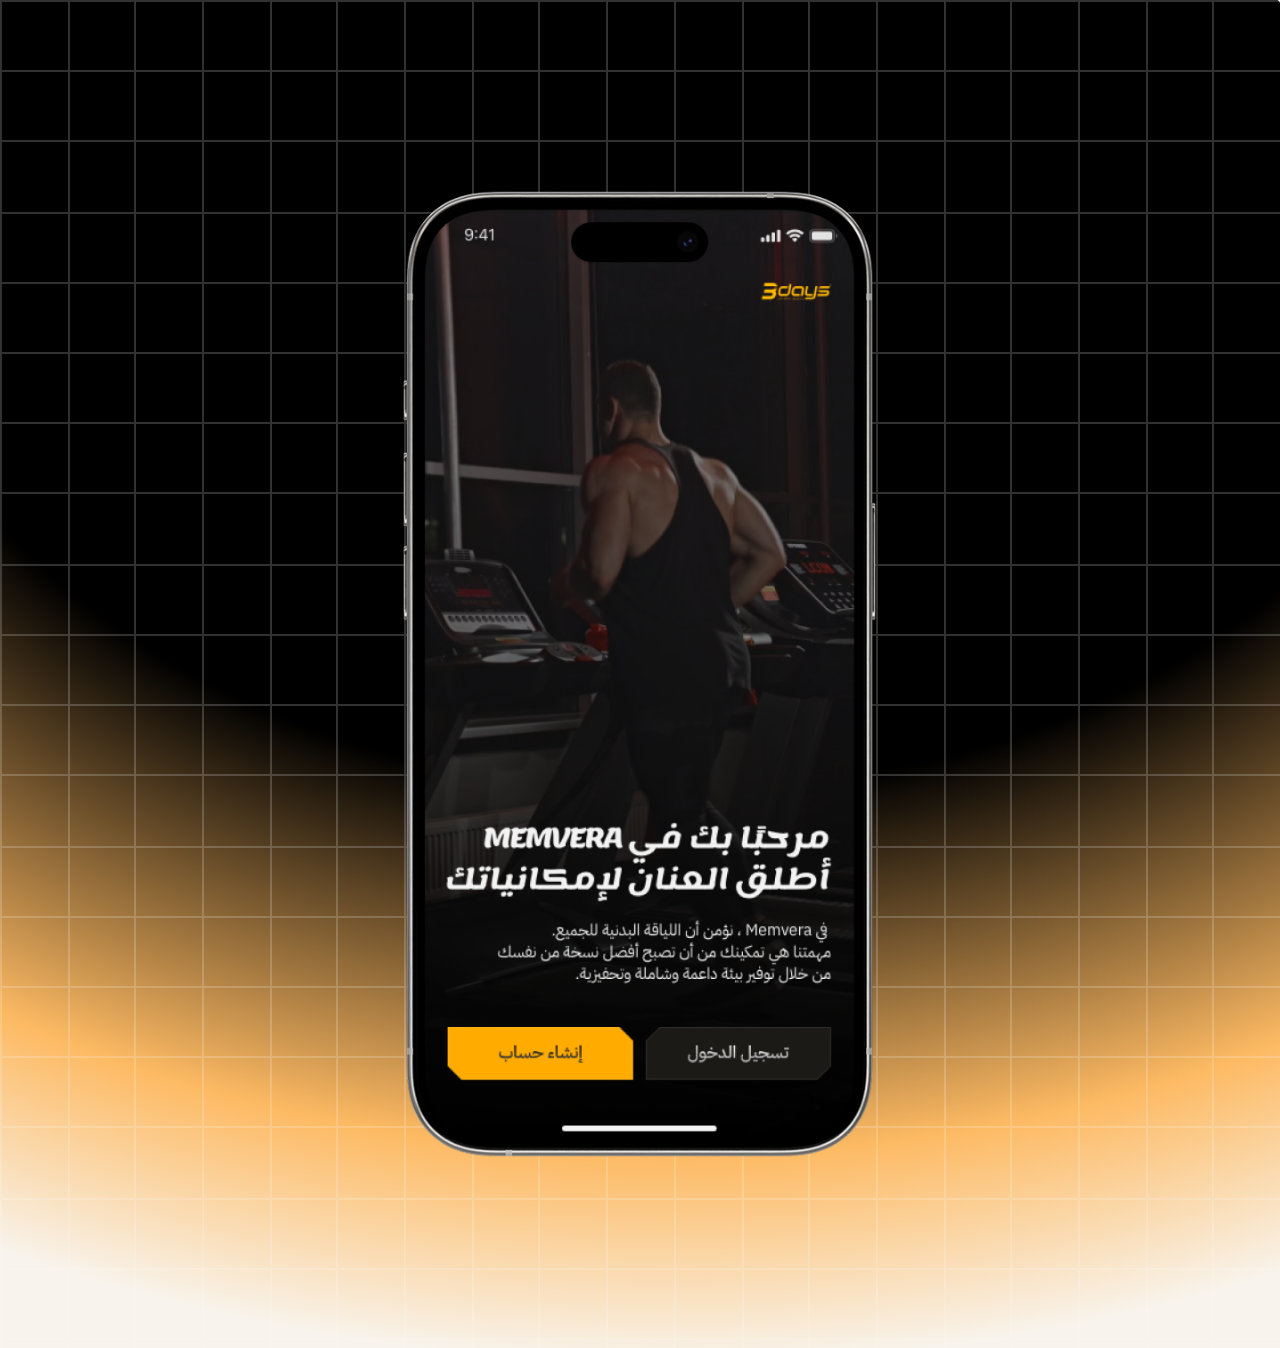 9:41
3days
مرحبًا بك في MEMVERA
أطلق العنان لإمكانياتك
في Memvera ، نؤمن أن اللياقة البدنية للجميع.
مهمتنا هي تمكينك من أن تصبح أفضل نسخة من نفسك
من خلال توفير بيئة داعمة وشاملة وتحفيزية.
تسجيل الدخول
إنشاء حساب